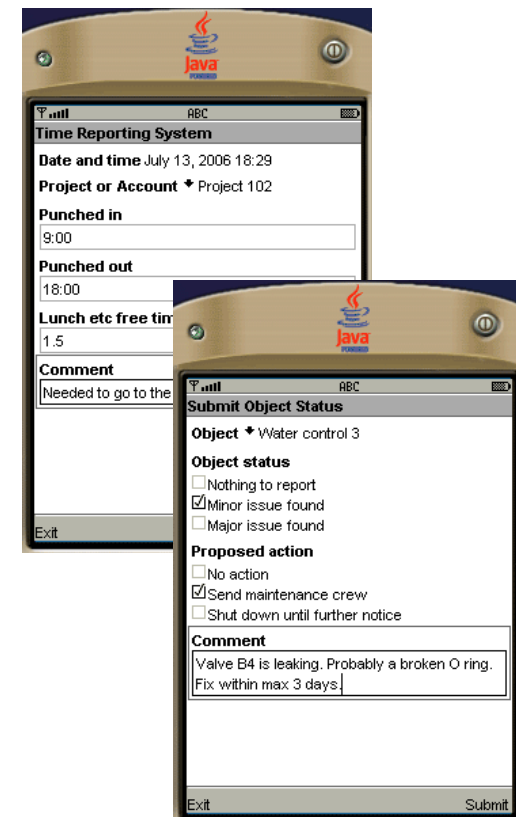 Java
POWERED
ABC
Time Reporting System
Date and time July 13, 2006 18:29
Project or Account Project 102
Punched in
9:00
Punched out
18:00
Lunch etc free tim
1.5
Comment
Needed to go to the
Exit
Java
POWERED
ABC
Submit Object Status
Object Water control 3
Object status
Nothing to report
Minor issue found
Major issue found
Proposed action
No action
Send maintenance crew
Shut down until further notice
Comment
Valve B4 is leaking. Probably a broken O ring.
Fix within max 3 days.
Exit Submit